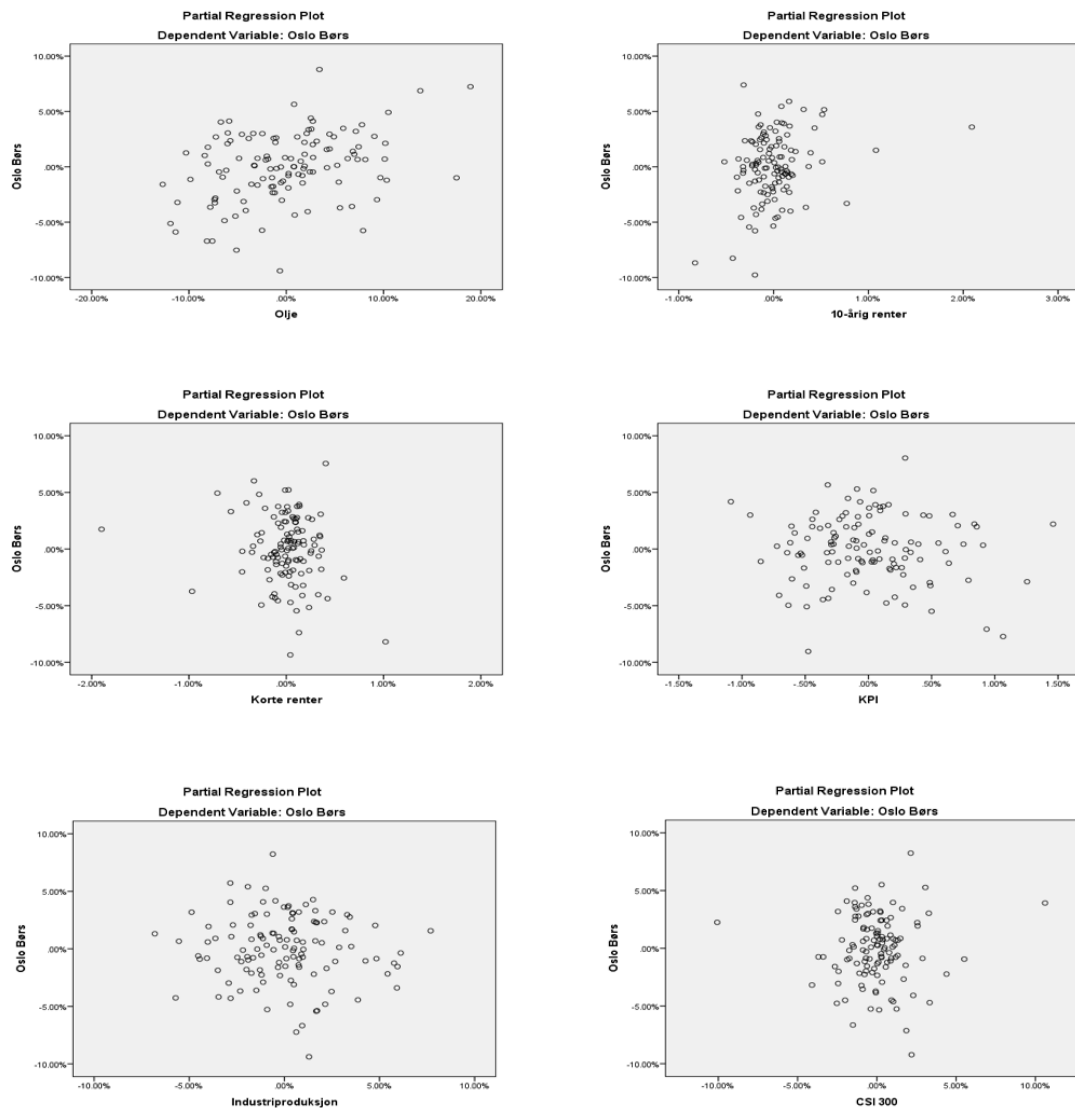 Partial Regression Plot
Dependent Variable: Oslo Børs
10.00%
5.00%
.00%
-5.00%
-10.00%
Oslo Børs
-20.00%
-10.00%
.00%
10.00%
20.00%
Olje
Partial Regression Plot
Dependent Variable: Oslo Børs
10.00%
5.00%
.00%
-5.00%
-10.00%
Oslo Børs
-1.00%
.00%
1.00%
2.00%
3.00%
10-årig renter
Partial Regression Plot
Dependent Variable: Oslo Børs
10.00%
5.00%
.00%
-5.00%
-10.00%
Oslo Børs
-2.00%
-1.00%
.00%
1.00%
2.00%
Korte renter
Partial Regression Plot
Dependent Variable: Oslo Børs
10.00%
5.00%
.00%
-5.00%
-10.00%
Oslo Børs
-1.50%
-1.00%
-.50%
.00%
.50%
1.00%
1.50%
KPI
Partial Regression Plot
Dependent Variable: Oslo Børs
10.00%
5.00%
.00%
-5.00%
-10.00%
Oslo Børs
-10.00%
-5.00%
.00%
5.00%
10.00%
Industriproduksjon
Partial Regression Plot
Dependent Variable: Oslo Børs
10.00%
5.00%
.00%
-5.00%
-10.00%
Oslo Børs
-10.00%
-5.00%
.00%
5.00%
10.00%
CSI 300